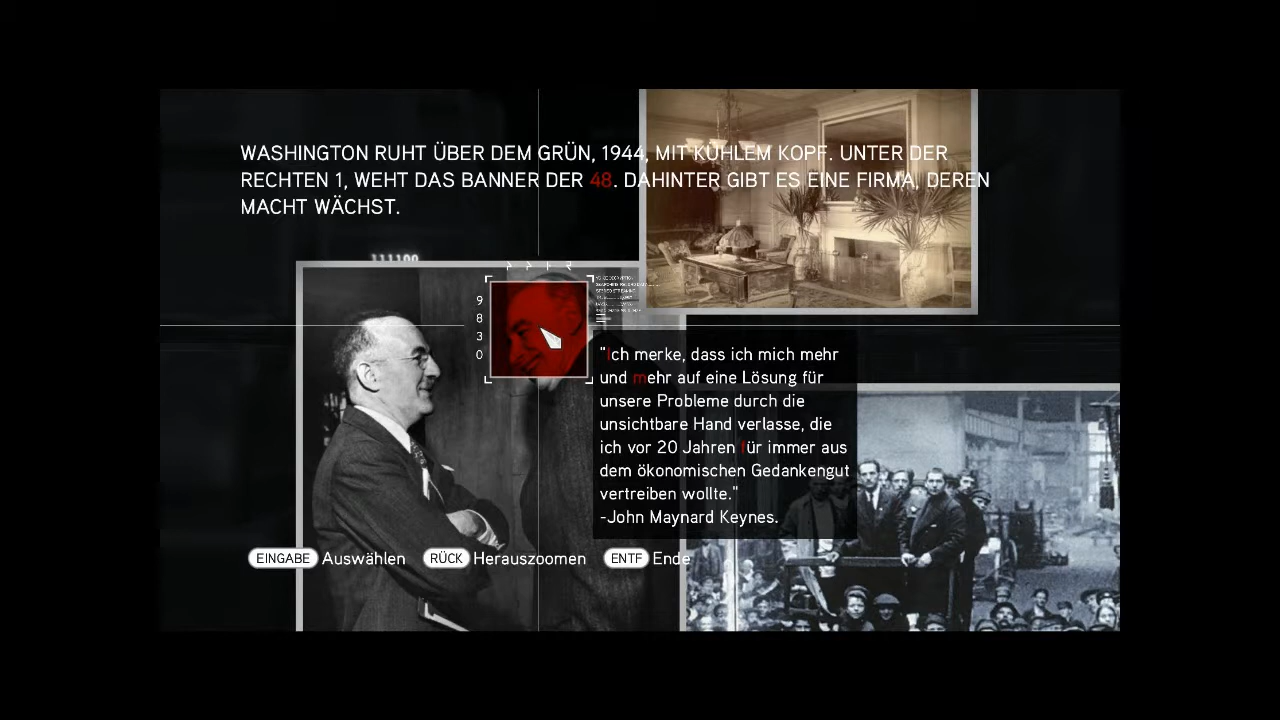 WASHINGTON RUHT ÜBER DEM GRÜN, 1944, MIT KÜHLEM KOPF. UNTER DER
RECHTEN 1, WEHT DAS BANNER DER 48. DAHINTER GIBT ES EINE FIRMA, DEREN
MACHT WÄCHST.
111100
9
8
3
0
"Ich merke, dass ich mich mehr
und mehr auf eine Lösung für
unsere Probleme durch die
unsichtbare Hand verlasse, die
ich vor 20 Jahren für immer aus
dem ökonomischen Gedankengut
vertreiben wollte."
-John Maynard Keynes.
EINGABE Auswählen RÜCK Herauszoomen ENTF Ende